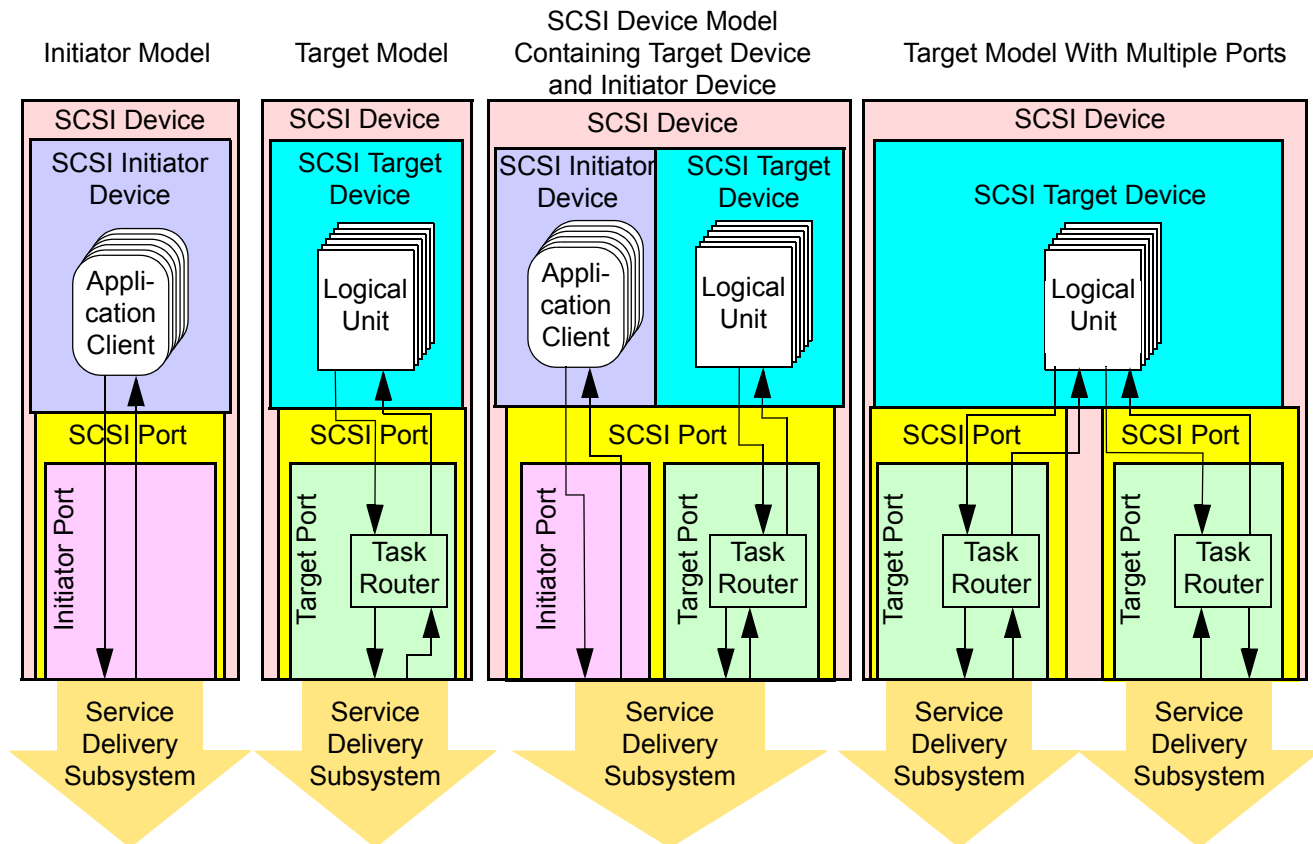 Initiator Model
SCSI Device
SCSI Initiator
Device
Appli-
cation
Client
SCSI Port
Initiator Port
Service
Delivery
Subsystem
Target Model
SCSI Device
SCSI Target
Device
Logical
Unit
SCSI Port
Target Port
Task
Router
Service
Delivery
Subsystem
SCSI Device Model
Containing Target Device
and Initiator Device
SCSI Device
SCSI Initiator
Device
Appli-
cation
Client
SCSI Target
Device
Logical
Unit
SCSI Port
Initiator Port
Target Port
Task
Router
Service
Delivery
Subsystem
Target Model With Multiple Ports
SCSI Device
SCSI Target Device
Logical
Unit
SCSI Port
Target Port
Task
Router
Service
Delivery
Subsystem
SCSI Port
Target Port
Task
Router
Service
Delivery
Subsystem